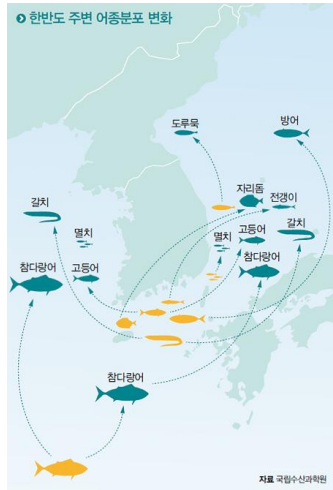 한반도 주변 어종분포 변화
도루묵
방어
자리돔
전갱이
갈치
멸치
고등어
참다랑어
멸치
고등어
갈치
참다랑어
참다랑어
자료 국립수산과학원